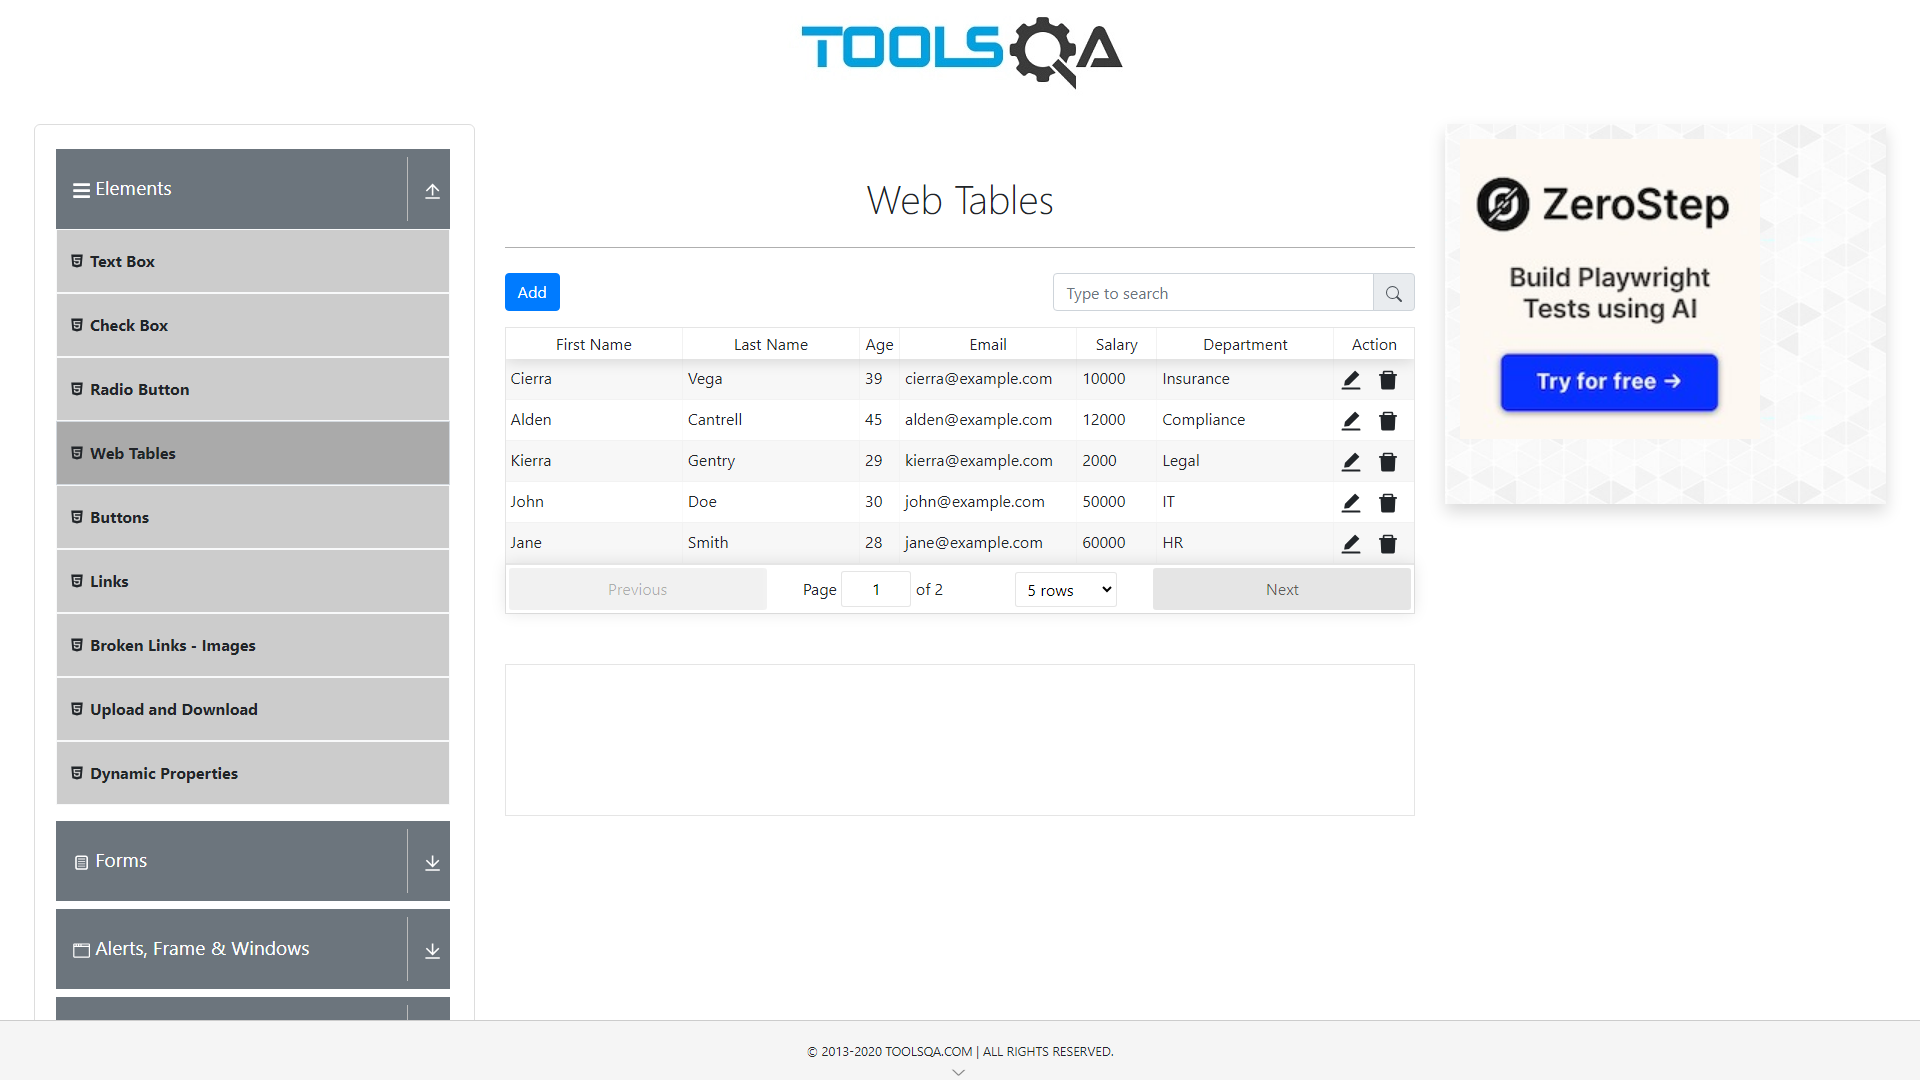 TOOLSQA
Elements
Text Box
Check Box
Radio Button
Web Tables
Buttons
Links
Broken Links - Images
Upload and Download
Dynamic Properties
Forms
Alerts, Frame & Windows
Web Tables
Add
Type to search
First Name Last Name Age Email Salary Department Action
Cierra Vega 39 cierra@example.com 10000 Insurance
Alden Cantrell 45 alden@example.com 12000 Compliance
Kierra Gentry 29 kierra@example.com 2000 Legal
John Doe 30 john@example.com 50000 IT
Jane Smith 28 jane@example.com 60000 HR
Previous Page 1 of 2 5 rows Next
ZeroStep
Build Playwright
Tests using AI
Try for free →
© 2013-2020 TOOLSQA.COM | ALL RIGHTS RESERVED.